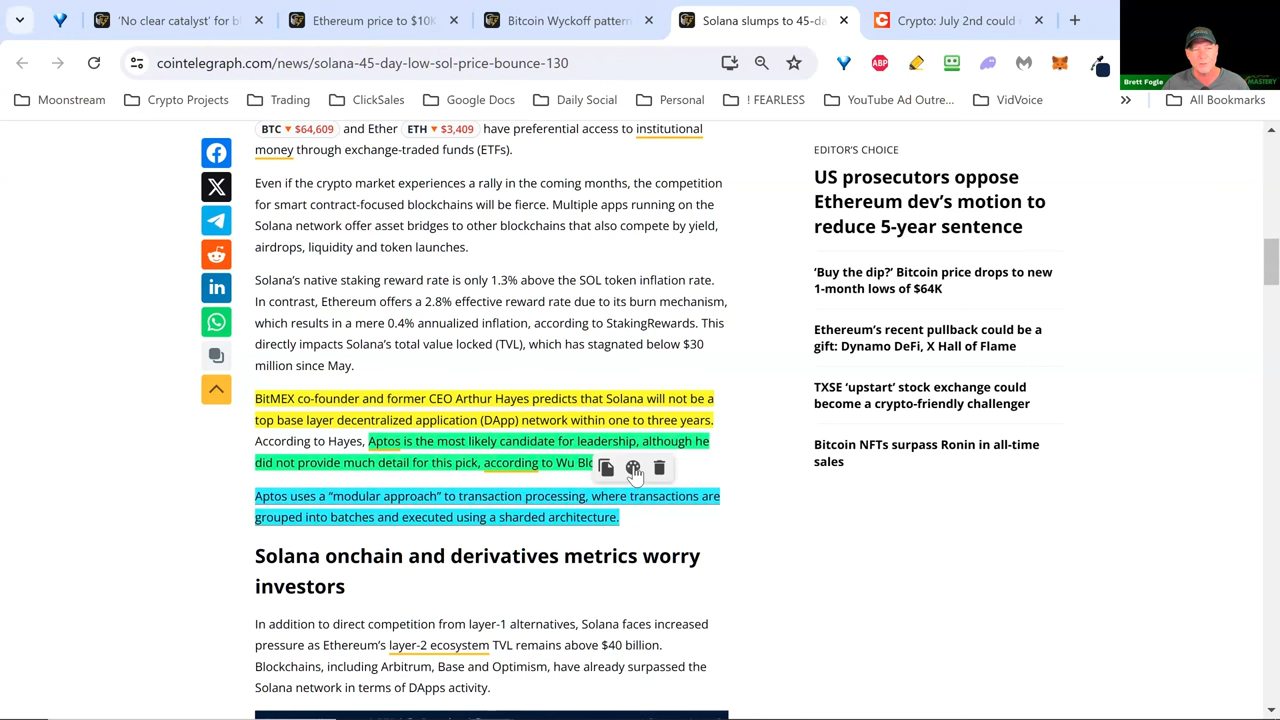 'No clear catalyst' for b
Ethereum price to $10K
Bitcoin Wyckoff pattern
Solana slumps to 45-da
Crypto: July 2nd could
cointelegraph.com/news/solana-45-day-low-sol-price-bounce-130
Moonstream
Crypto Projects
Trading
ClickSales
Google Docs
Daily Social
Personal
! FEARLESS
YouTube Ad Outre...
VidVoice
All Bookmarks
ABP
Brett Fogle
MASTERY
BTC ▼ $64,609 and Ether ETH ▼ $3,409 have preferential access to institutional
money through exchange-traded funds (ETFs).
Even if the crypto market experiences a rally in the coming months, the competition
for smart contract-focused blockchains will be fierce. Multiple apps running on the
Solana network offer asset bridges to other blockchains that also compete by yield,
airdrops, liquidity and token launches.
Solana's native staking reward rate is only 1.3% above the SOL token inflation rate.
In contrast, Ethereum offers a 2.8% effective reward rate due to its burn mechanism,
which results in a mere 0.4% annualized inflation, according to StakingRewards. This
directly impacts Solana's total value locked (TVL), which has stagnated below $30
million since May.
BitMEX co-founder and former CEO Arthur Hayes predicts that Solana will not be a
top base layer decentralized application (DApp) network within one to three years.
According to Hayes, Aptos is the most likely candidate for leadership, although he
did not provide much detail for this pick, according to Wu Blo
Aptos uses a "modular approach" to transaction processing, where transactions are
grouped into batches and executed using a sharded architecture.
Solana onchain and derivatives metrics worry
investors
In addition to direct competition from layer-1 alternatives, Solana faces increased
pressure as Ethereum's layer-2 ecosystem TVL remains above $40 billion.
Blockchains, including Arbitrum, Base and Optimism, have already surpassed the
Solana network in terms of DApps activity.
EDITOR'S CHOICE
US prosecutors oppose
Ethereum dev's motion to
reduce 5-year sentence
'Buy the dip?' Bitcoin price drops to new
1-month lows of $64K
Ethereum's recent pullback could be a
gift: Dynamo DeFi, X Hall of Flame
TXSE 'upstart' stock exchange could
become a crypto-friendly challenger
Bitcoin NFTs surpass Ronin in all-time
sales